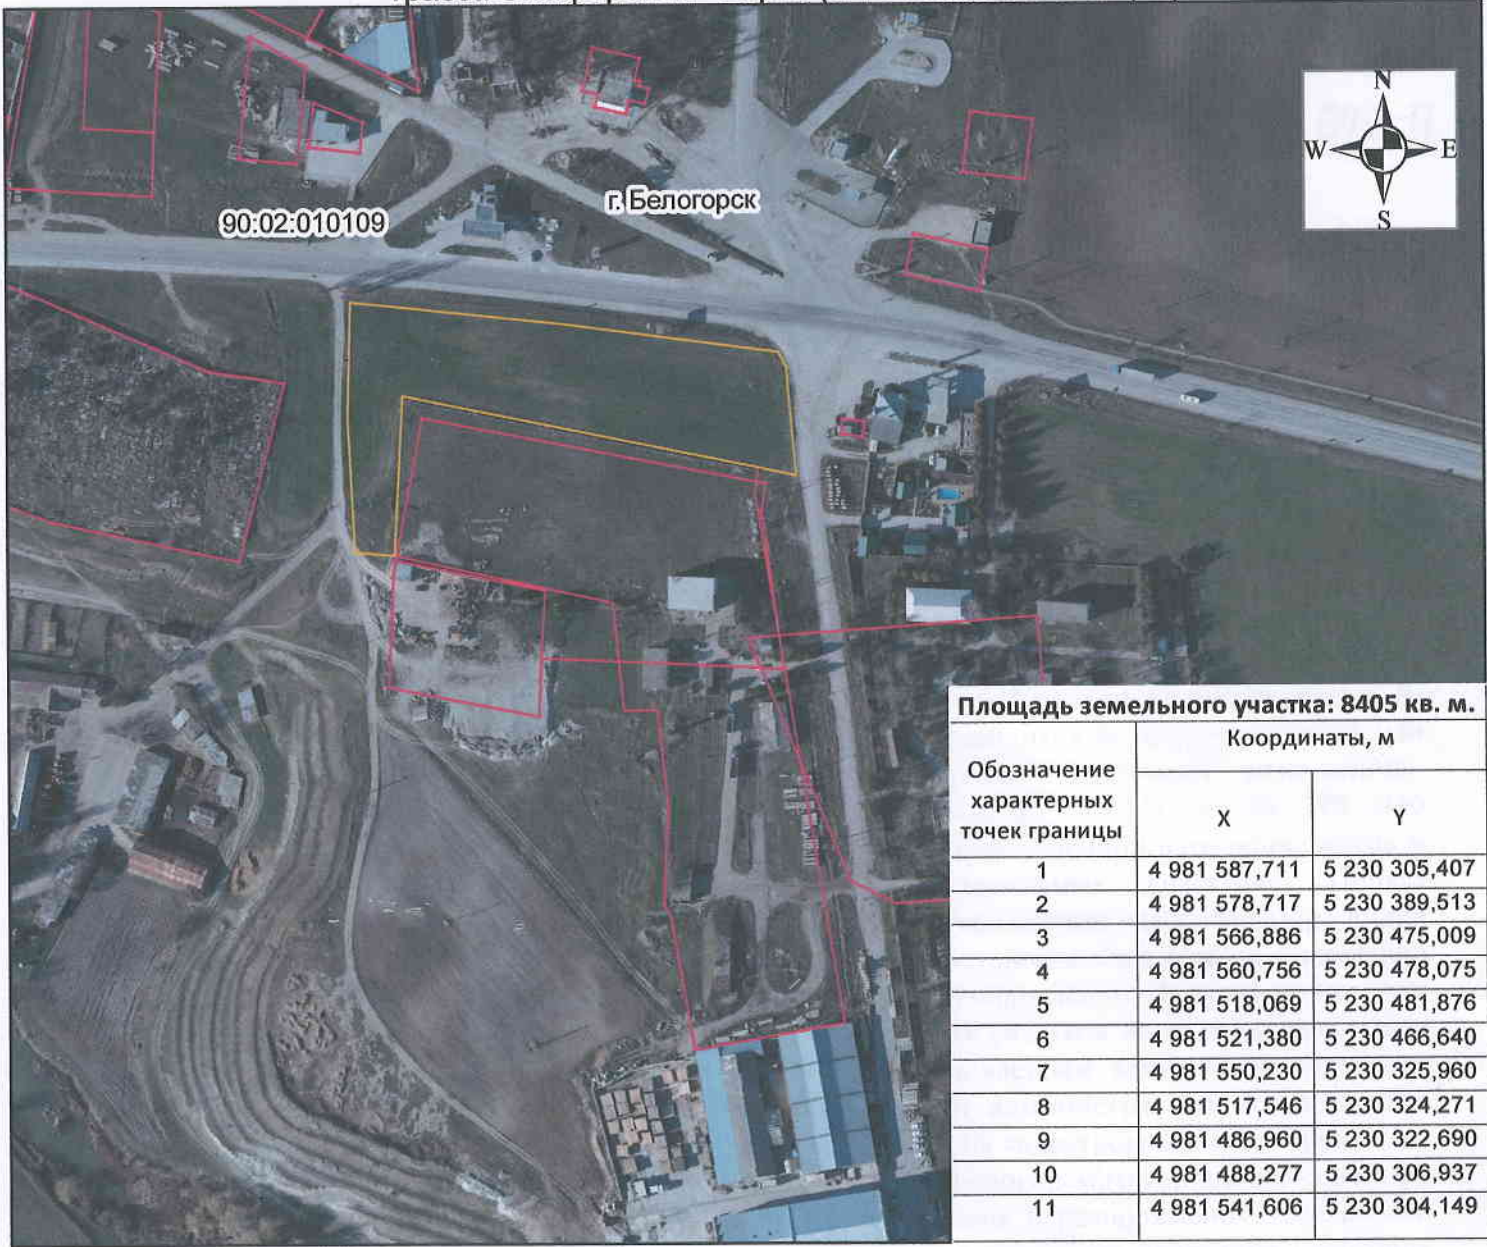 N
W E
S
г. Белогорск
90:02:010109
Площадь земельного участка: 8405 кв. м.
Обозначение характерных точек границы
Координаты, м
X Y
1 4 981 587,711 5 230 305,407
2 4 981 578,717 5 230 389,513
3 4 981 566,886 5 230 475,009
4 4 981 560,756 5 230 478,075
5 4 981 518,069 5 230 481,876
6 4 981 521,380 5 230 466,640
7 4 981 550,230 5 230 325,960
8 4 981 517,546 5 230 324,271
9 4 981 486,960 5 230 322,690
10 4 981 488,277 5 230 306,937
11 4 981 541,606 5 230 304,149